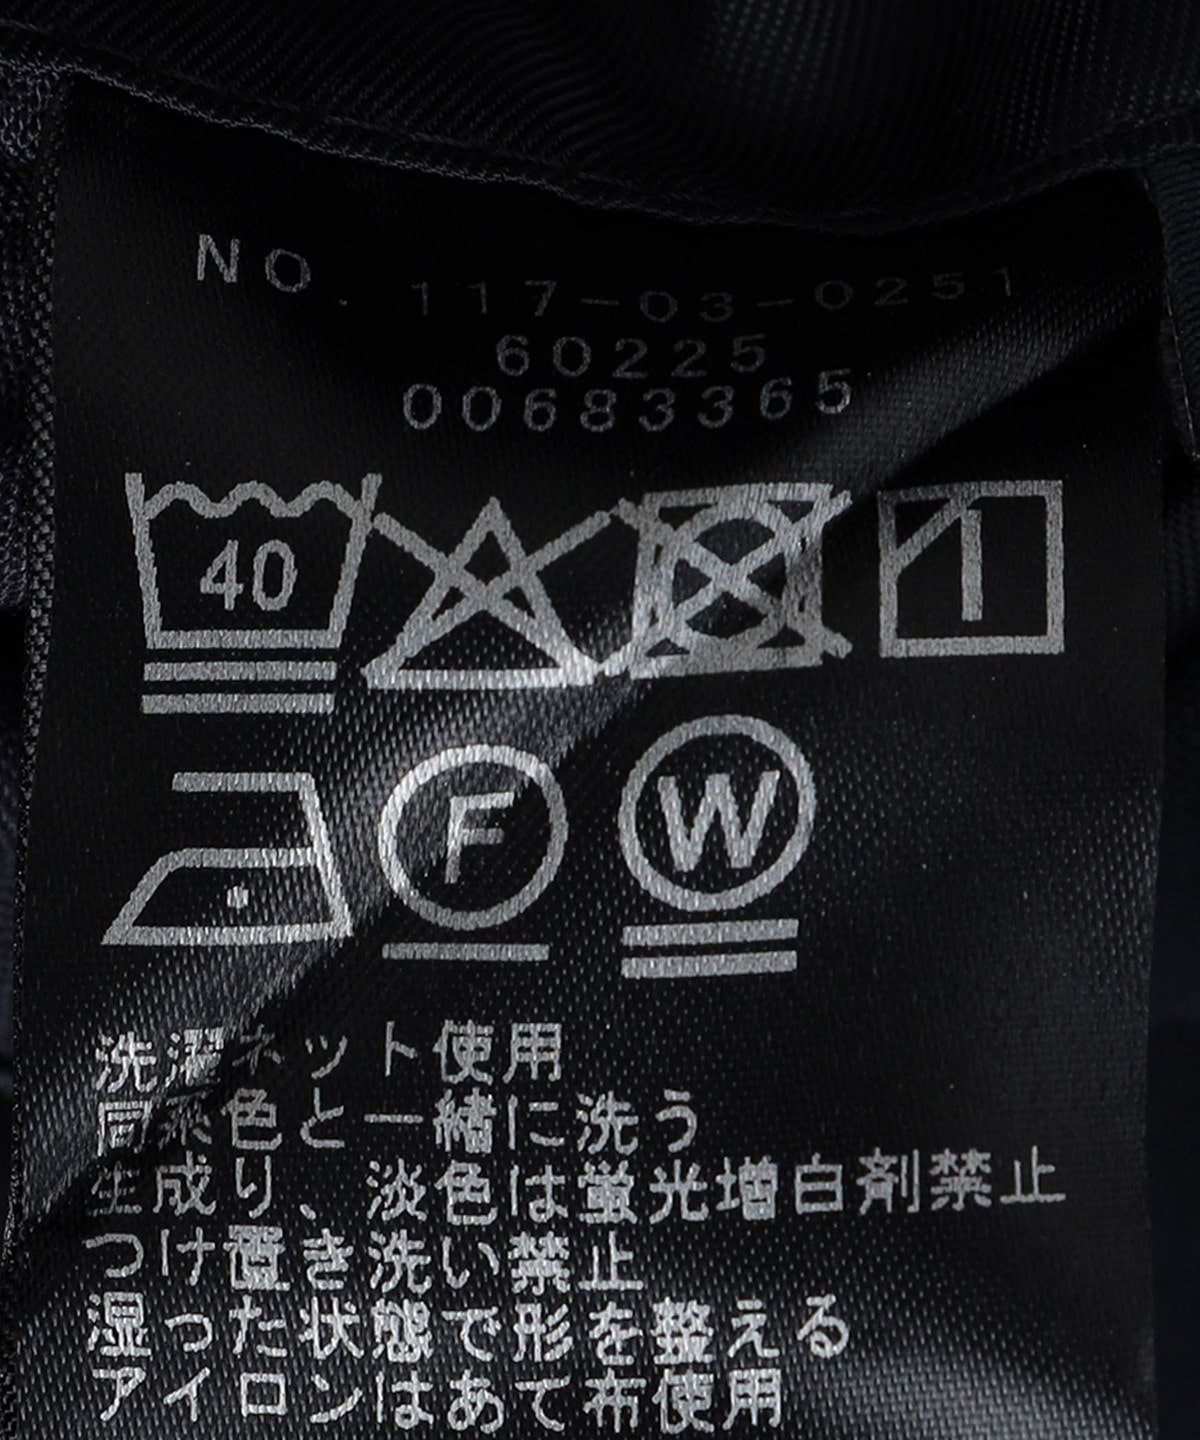 NO. 117-03-0251
60225
00683365
40
F W
洗濯ネット使用
同系色と一緒に洗う
生成り、淡色は蛍光増白剤禁止
つけ置き洗い禁止
湿った状態で形を整える
アイロンはあて布使用